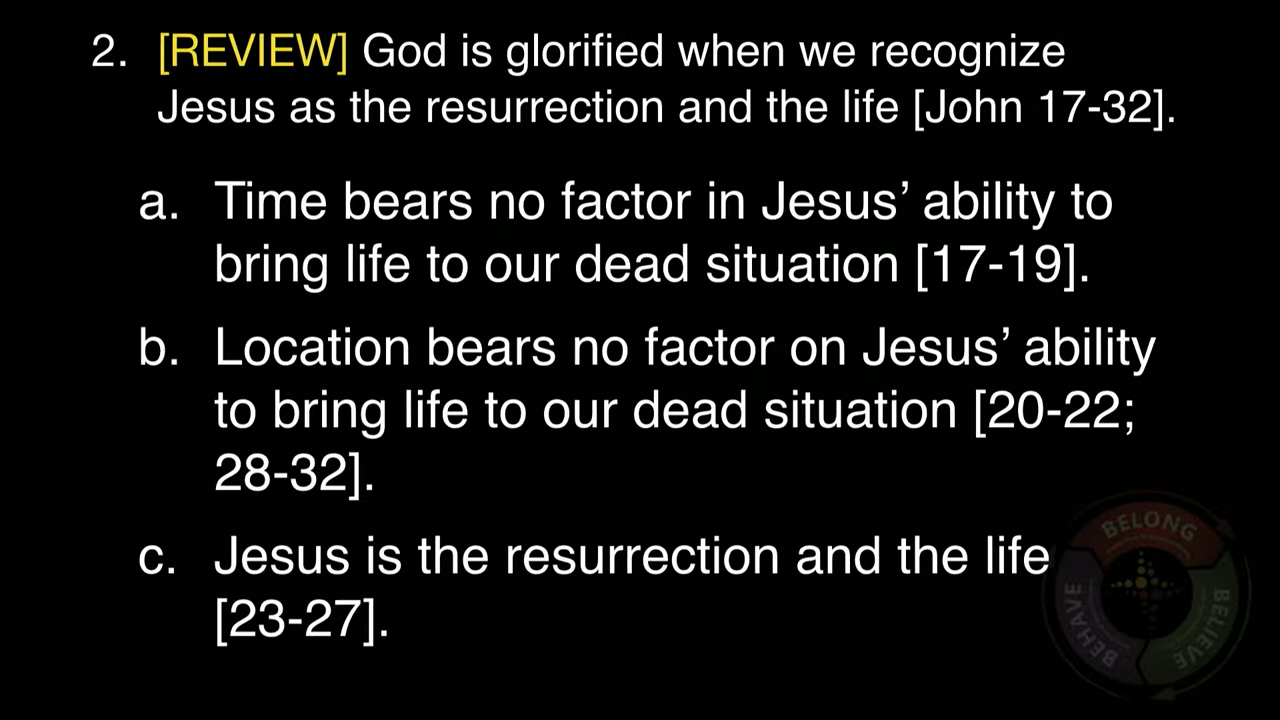 2. [REVIEW] God is glorified when we recognize
Jesus as the resurrection and the life [John 17-32].
a. Time bears no factor in Jesus’ ability to
bring life to our dead situation [17-19].
b. Location bears no factor on Jesus’ ability
to bring life to our dead situation [20-22;
28-32].
c. Jesus is the resurrection and the life
[23-27].
BELONG
BELIEVE
BEHAVE